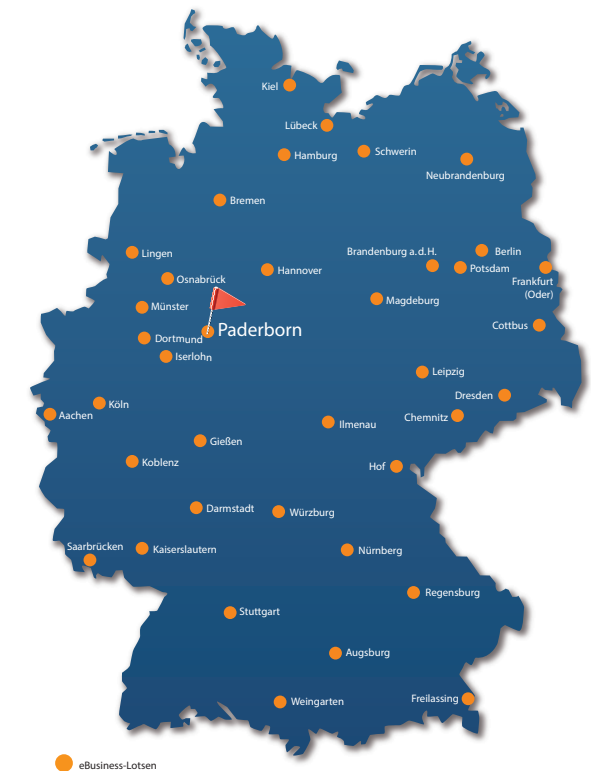 Kiel
Lübeck
Hamburg
Schwerin
Neubrandenburg
Bremen
Lingen
Osnabrück
Hannover
Brandenburg a.d.H.
Berlin
Potsdam
Frankfurt
(Oder)
Münster
Magdeburg
Paderborn
Cottbus
Dortmund
Iserlohn
Leipzig
Dresden
Köln
Aachen
Chemnitz
Ilmenau
Gießen
Koblenz
Hof
Darmstadt
Würzburg
Saarbrücken
Kaiserslautern
Nürnberg
Regensburg
Stuttgart
Augsburg
Weingarten
Freilassing
eBusiness-Lotsen